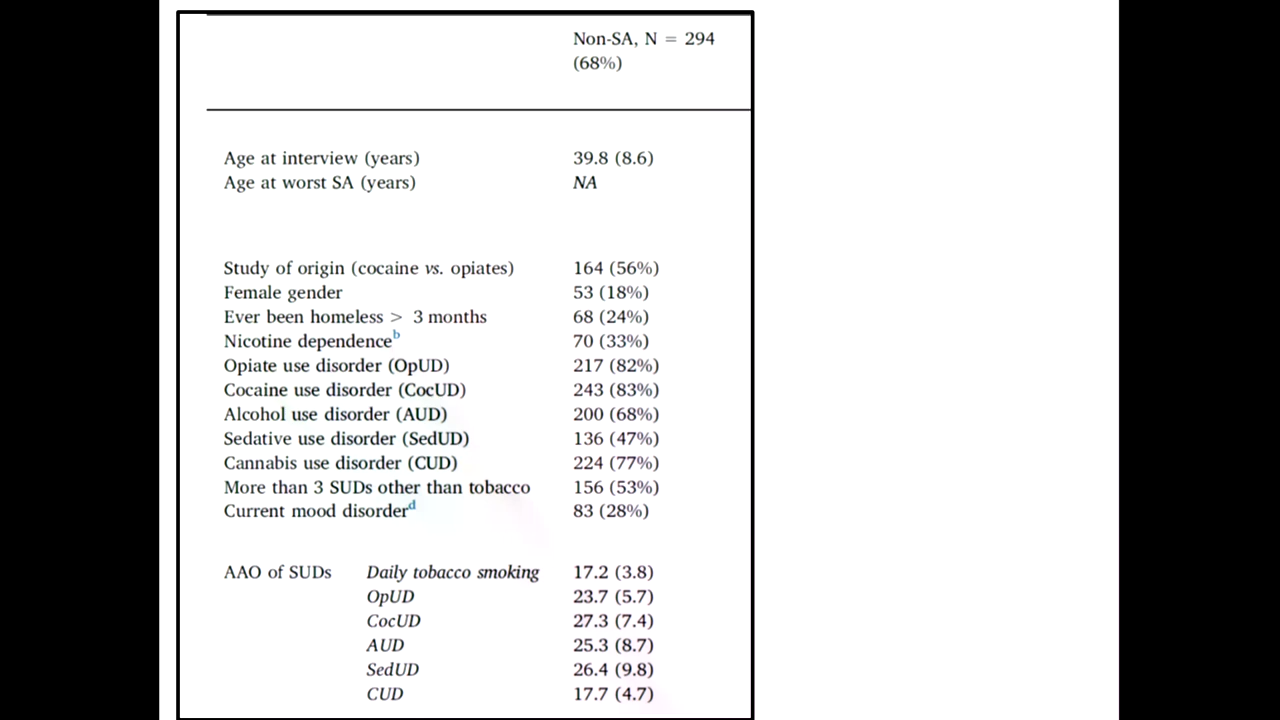 Non-SA, N = 294
(68%)
Age at interview (years) 39.8 (8.6)
Age at worst SA (years) NA
Study of origin (cocaine vs. opiates) 164 (56%)
Female gender 53 (18%)
Ever been homeless > 3 months 68 (24%)
Nicotine dependenceb 70 (33%)
Opiate use disorder (OpUD) 217 (82%)
Cocaine use disorder (CocUD) 243 (83%)
Alcohol use disorder (AUD) 200 (68%)
Sedative use disorder (SedUD) 136 (47%)
Cannabis use disorder (CUD) 224 (77%)
More than 3 SUDs other than tobacco 156 (53%)
Current mood disorderd 83 (28%)
AAO of SUDs Daily tobacco smoking 17.2 (3.8)
OpUD 23.7 (5.7)
CocUD 27.3 (7.4)
AUD 25.3 (8.7)
SedUD 26.4 (9.8)
CUD 17.7 (4.7)